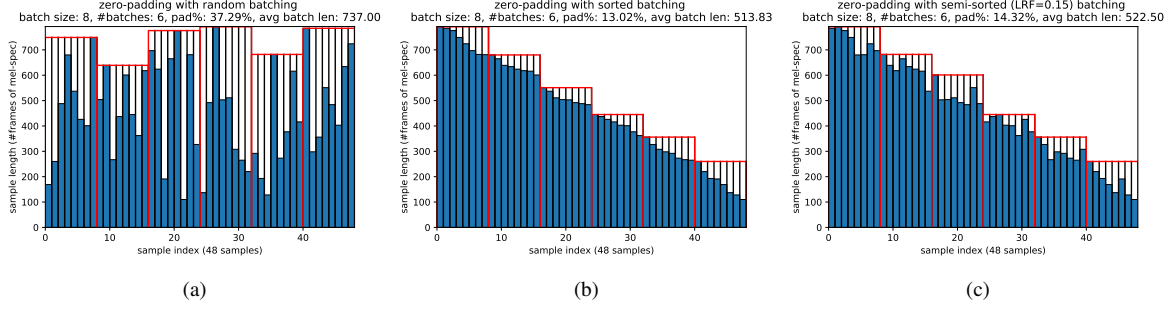 zero-padding with random batching
batch size: 8, #batches: 6, pad%: 37.29%, avg batch len: 737.00
sample length (#frames of mel-spec)
700
600
500
400
300
200
100
0
0 10 20 30 40
sample index (48 samples)
(a)
zero-padding with sorted batching
batch size: 8, #batches: 6, pad%: 13.02%, avg batch len: 513.83
sample length (#frames of mel-spec)
700
600
500
400
300
200
100
0
0 10 20 30 40
sample index (48 samples)
(b)
zero-padding with semi-sorted (LRF=0.15) batching
batch size: 8, #batches: 6, pad%: 14.32%, avg batch len: 522.50
sample length (#frames of mel-spec)
700
600
500
400
300
200
100
0
0 10 20 30 40
sample index (48 samples)
(c)